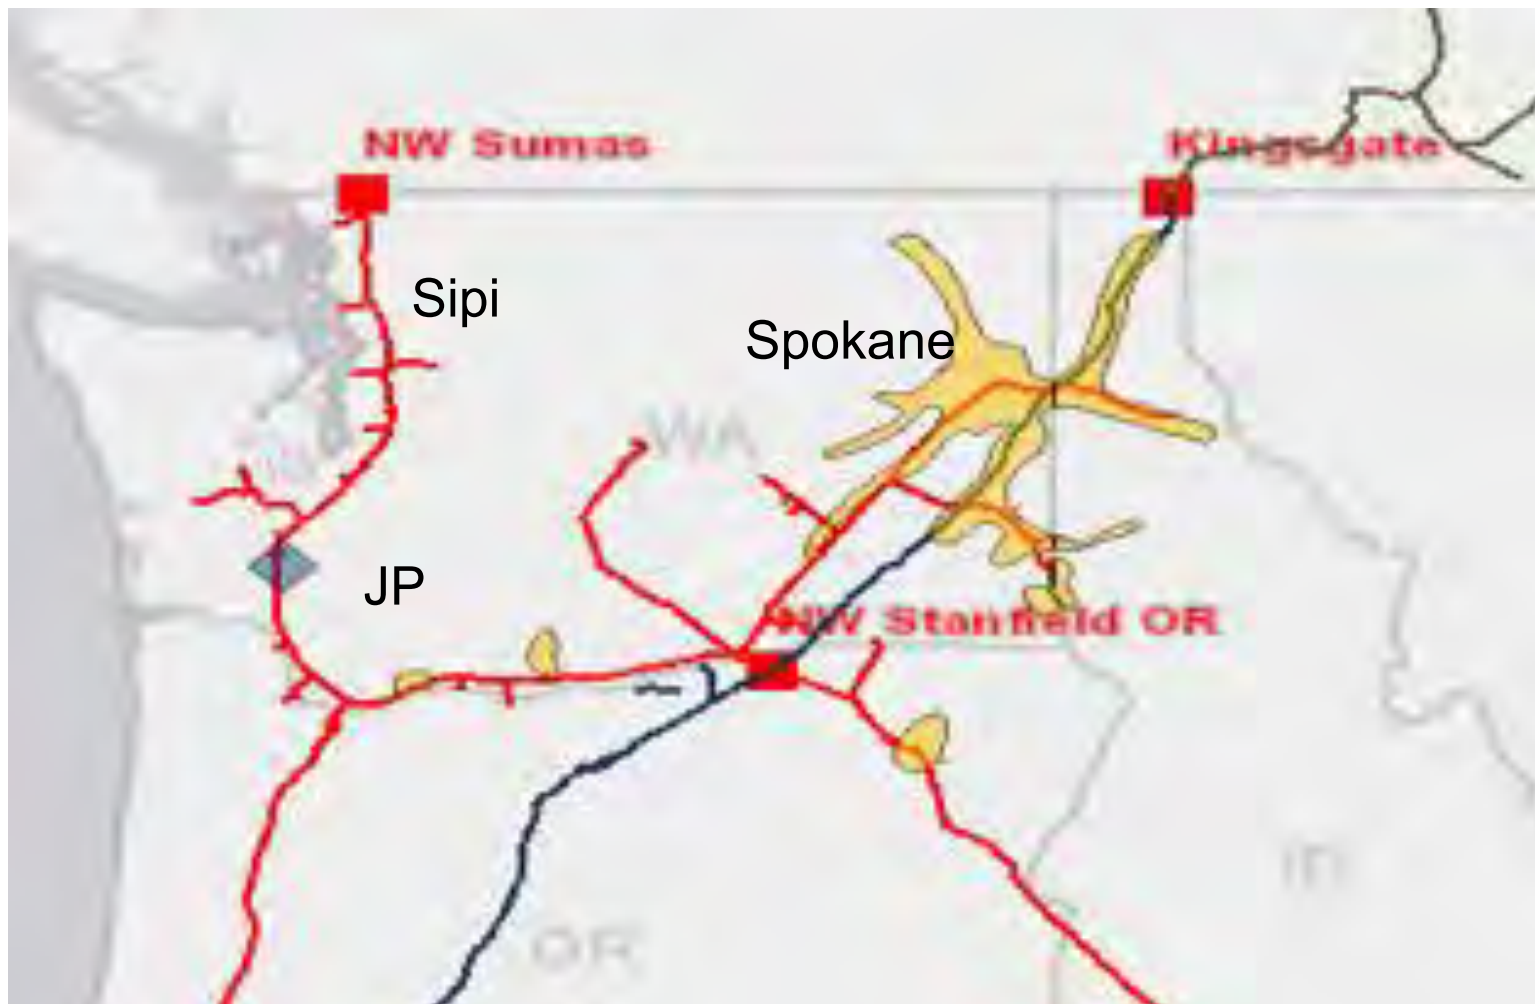 NW Sumas
Kingsgate
Sipi
Spokane
WA
JP
NW Stanfield OR
ID
OR